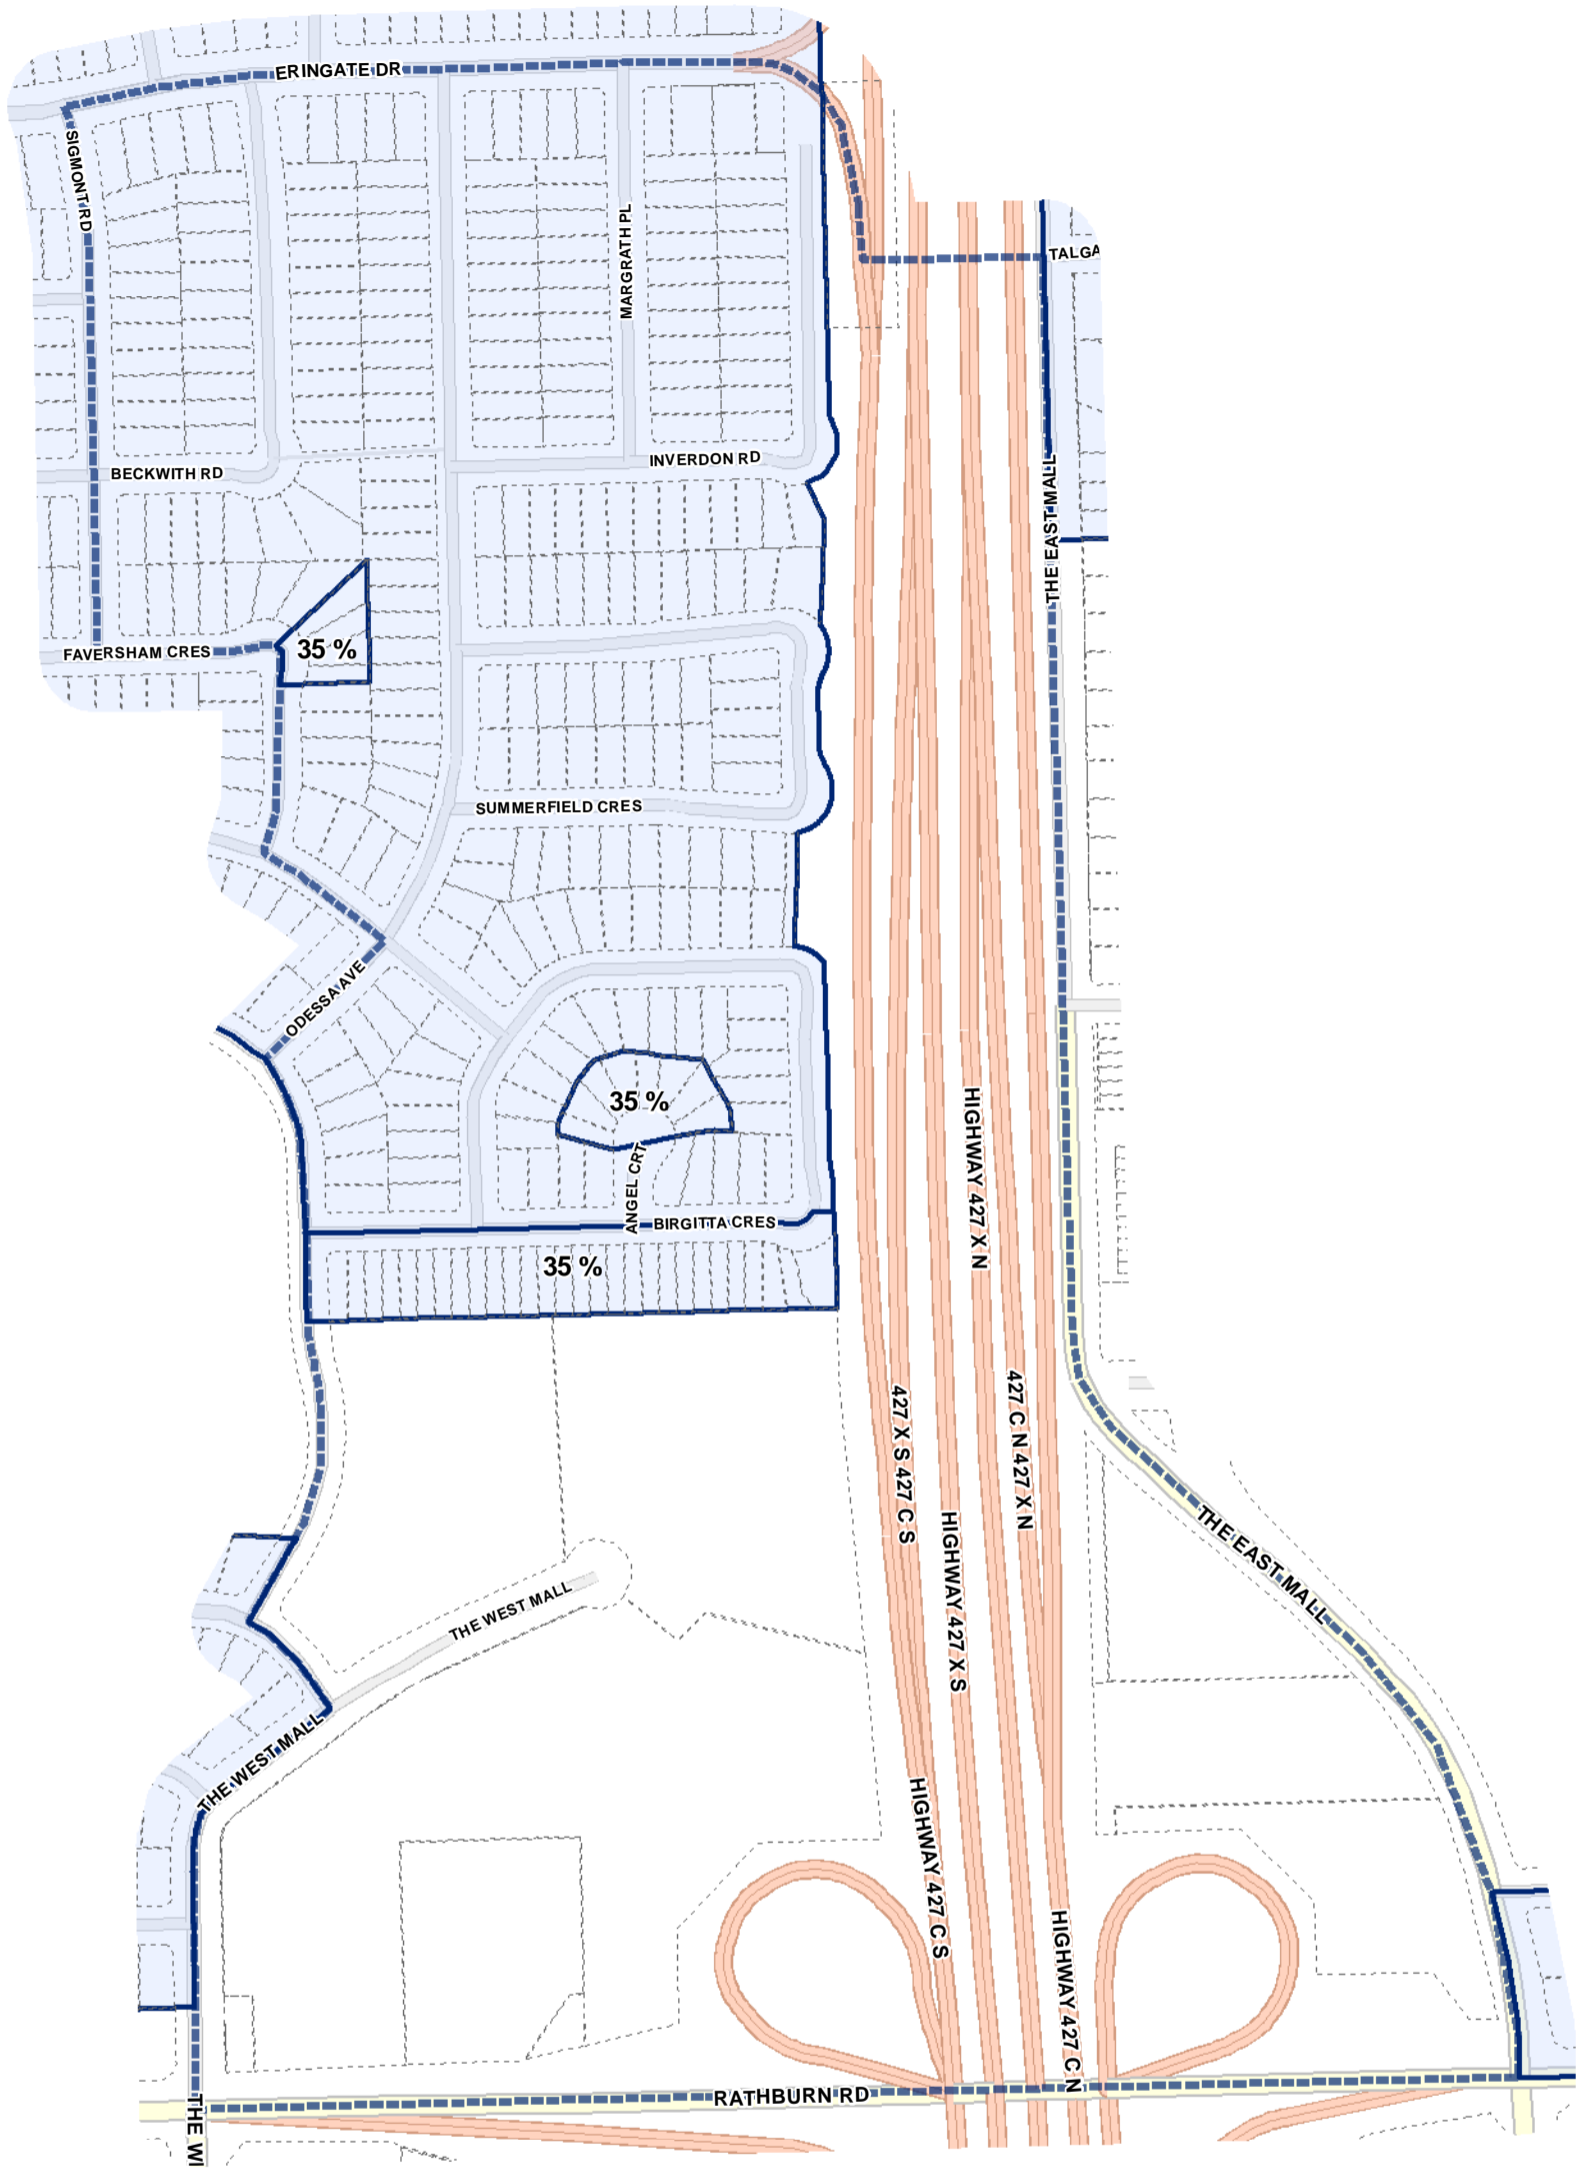 ERINGATE DR
SIGMONT RD
MARGRATH PL
TALGA
BECKWITH RD
INVERDON RD
THE EAST MALL
FAVERSHAM CRES
35 %
SUMMERFIELD CRES
ODESSA AVE
35 %
ANGEL CRT
BIRGITTA CRES
35 %
HIGHWAY 427 X N
427 X S 427 C S
427 C N 427 X N
HIGHWAY 427 X S
THE EAST MALL
THE WEST MALL
THE WEST MALL
HIGHWAY 427 C S
HIGHWAY 427 C N
RATHBURN RD
THE WI